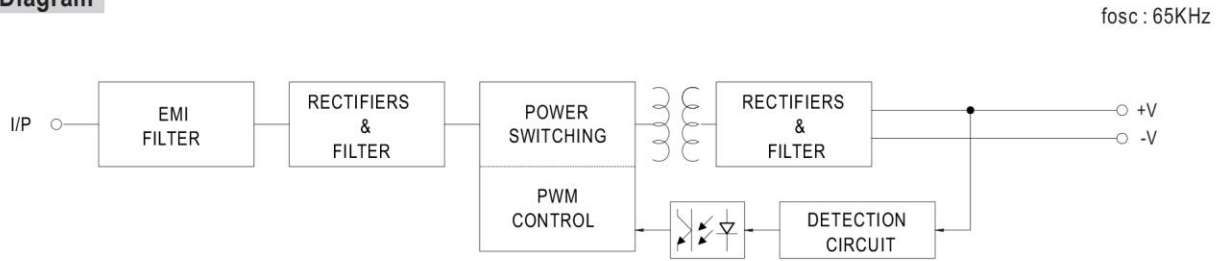 Diagram
fosc : 65KHz
I/P
EMI
FILTER
RECTIFIERS
&
FILTER
POWER
SWITCHING
PWM
CONTROL
RECTIFIERS
&
FILTER
+V
-V
DETECTION
CIRCUIT